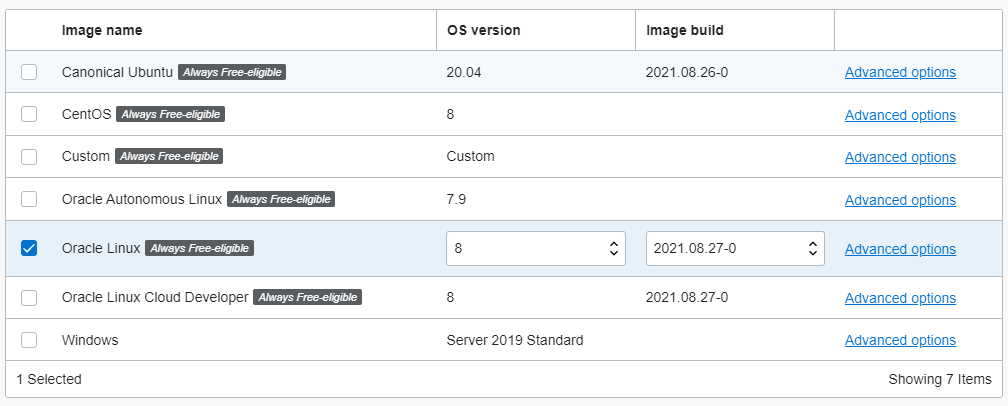 Image name OS version Image build
Canonical Ubuntu Always Free-eligible 20.04 2021.08.26-0 Advanced options
CentOS Always Free-eligible 8 Advanced options
Custom Always Free-eligible Custom Advanced options
Oracle Autonomous Linux Always Free-eligible 7.9 Advanced options
Oracle Linux Always Free-eligible 8 2021.08.27-0 Advanced options
Oracle Linux Cloud Developer Always Free-eligible 8 2021.08.27-0 Advanced options
Windows Server 2019 Standard Advanced options
1 Selected Showing 7 Items